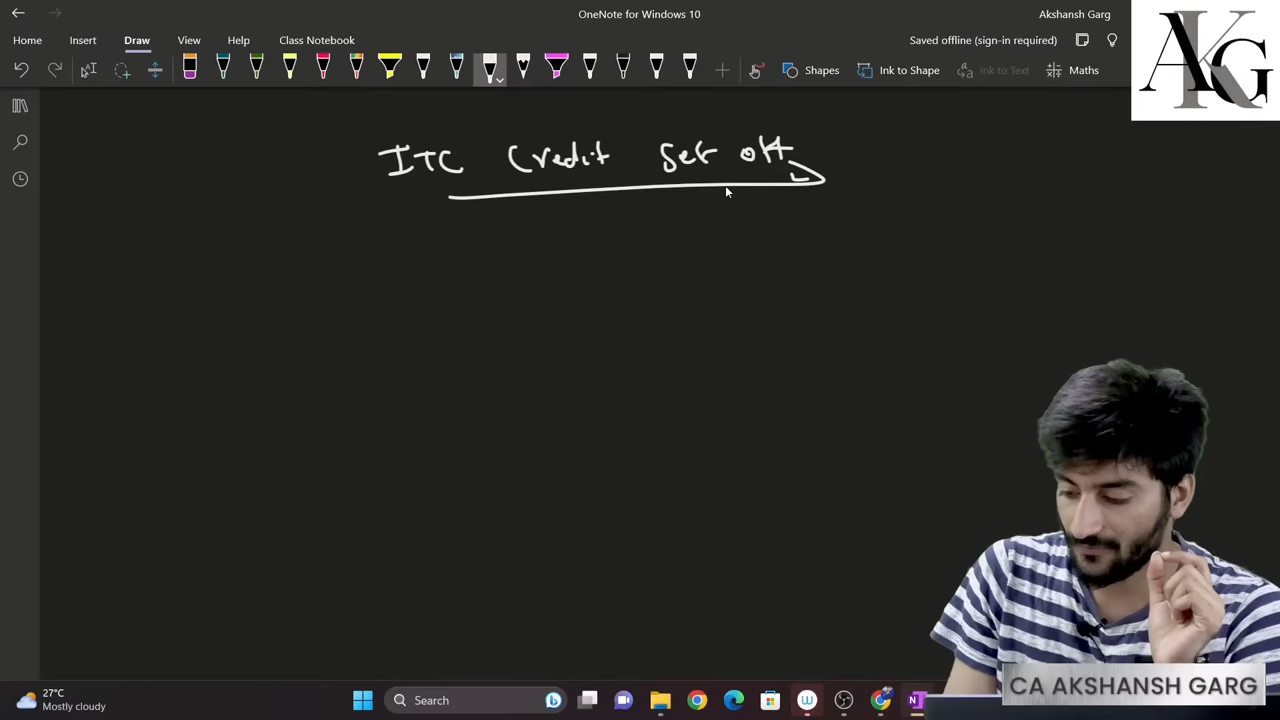 OneNote for Windows 10
Akshansh Garg
Home Insert Draw View Help Class Notebook
Saved offline (sign-in required)
Shapes Ink to Shape Ink to Text Maths
AKG
ITC Credit Set off
27°C
Mostly cloudy
Search
CA AKSHANSH GARG